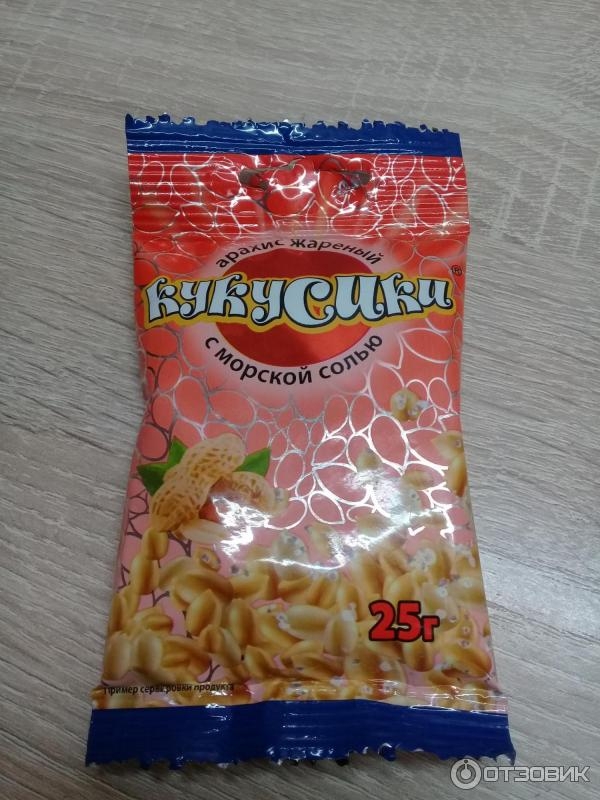 арахис жареный
кукусики®
с морской солью
25г
Пример сервировки продукта
ОТЗОВИК